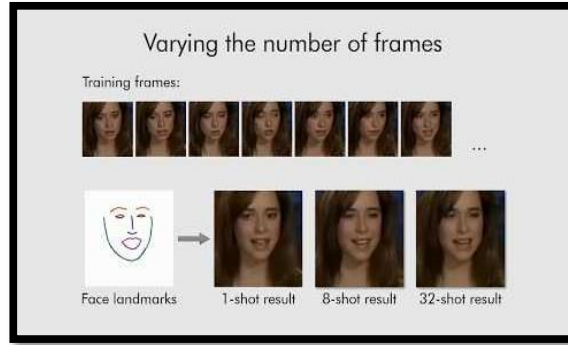 Varying the number of frames
Training frames:
...
Face landmarks
1-shot result
8-shot result
32-shot result